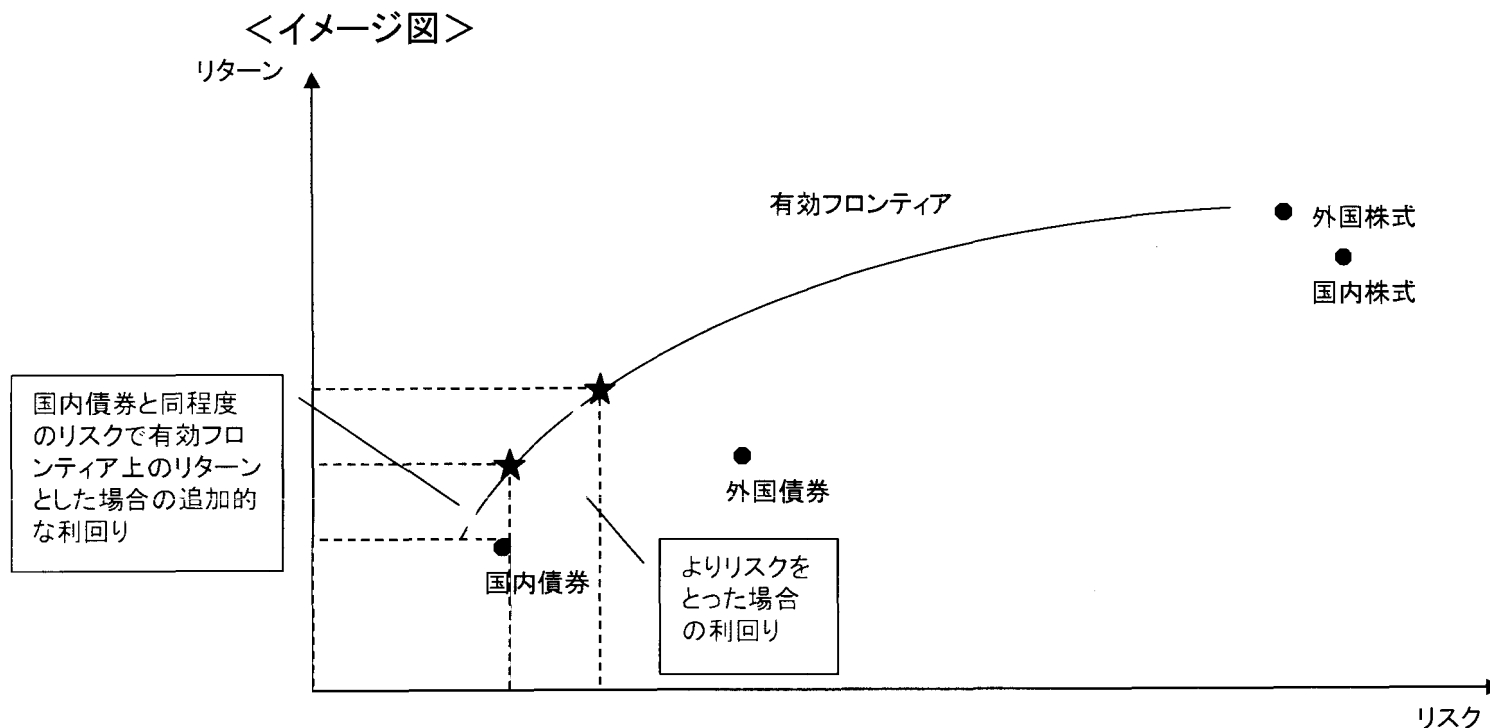 ＜イメージ図＞
リターン
有効フロンティア
外国株式
国内株式
国内債券と同程度
のリスクで有効フロ
ンティア上のリターン
とした場合の追加的
な利回り
外国債券
国内債券
よりリスクを
とった場合
の利回り
リスク